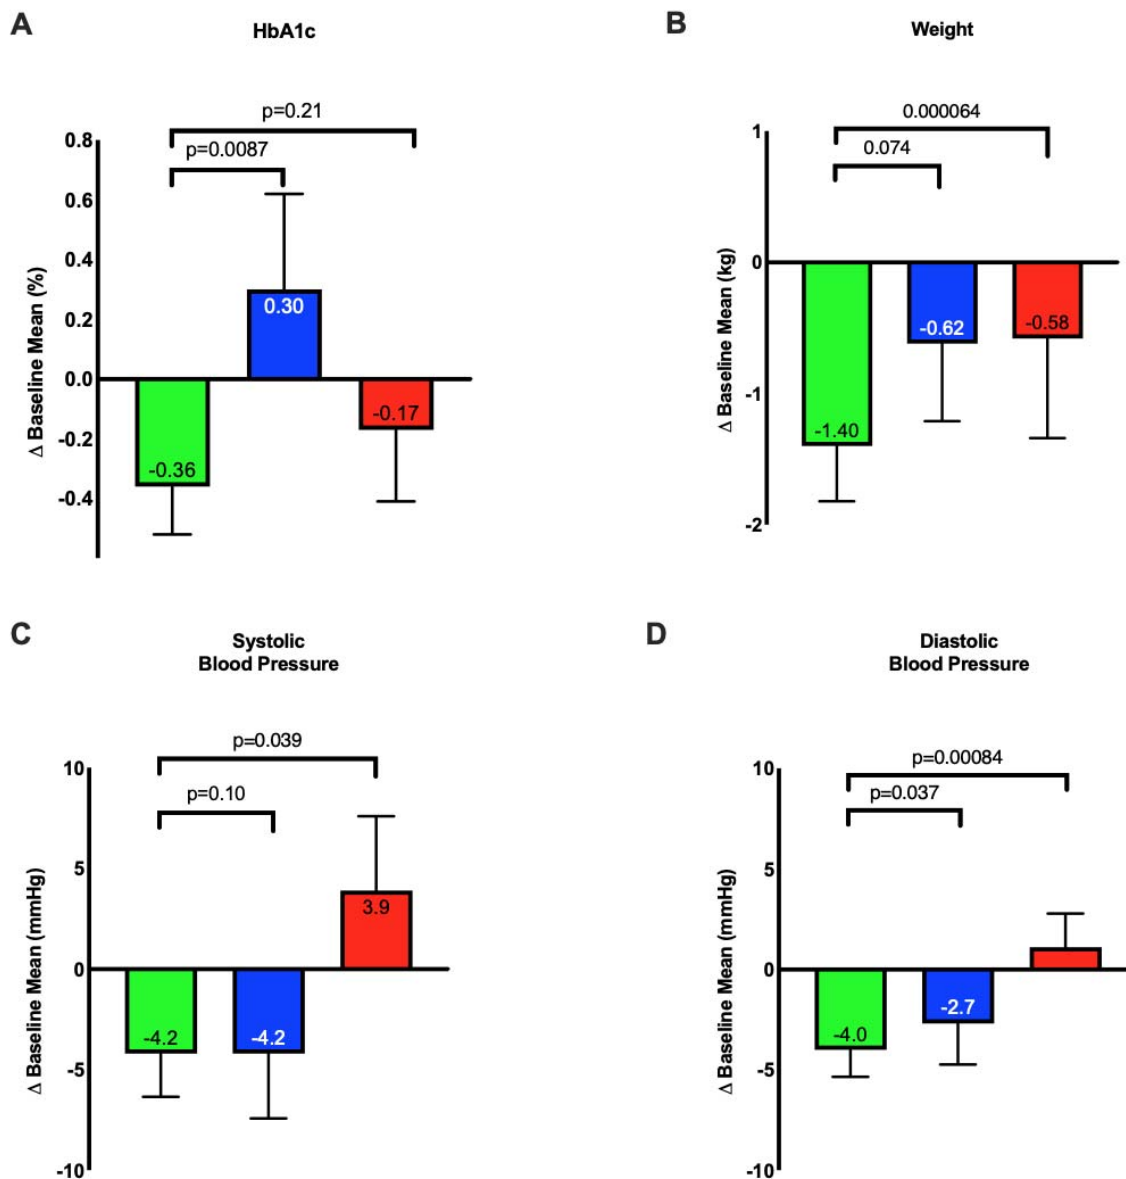 A
HbA1c
p=0.21
p=0.0087
0.8
0.6
0.4
0.2
0.0
-0.2
-0.4
Δ Baseline Mean (%)
0.30
-0.17
-0.36
B
Weight
0.000064
0.074
1
0
-1
-2
Δ Baseline Mean (kg)
-0.62
-0.58
-1.40
C
Systolic
Blood Pressure
p=0.039
p=0.10
10
5
0
-5
-10
Δ Baseline Mean (mmHg)
3.9
-4.2
-4.2
D
Diastolic
Blood Pressure
p=0.00084
p=0.037
10
5
0
-5
-10
Δ Baseline Mean (mmHg)
-2.7
-4.0